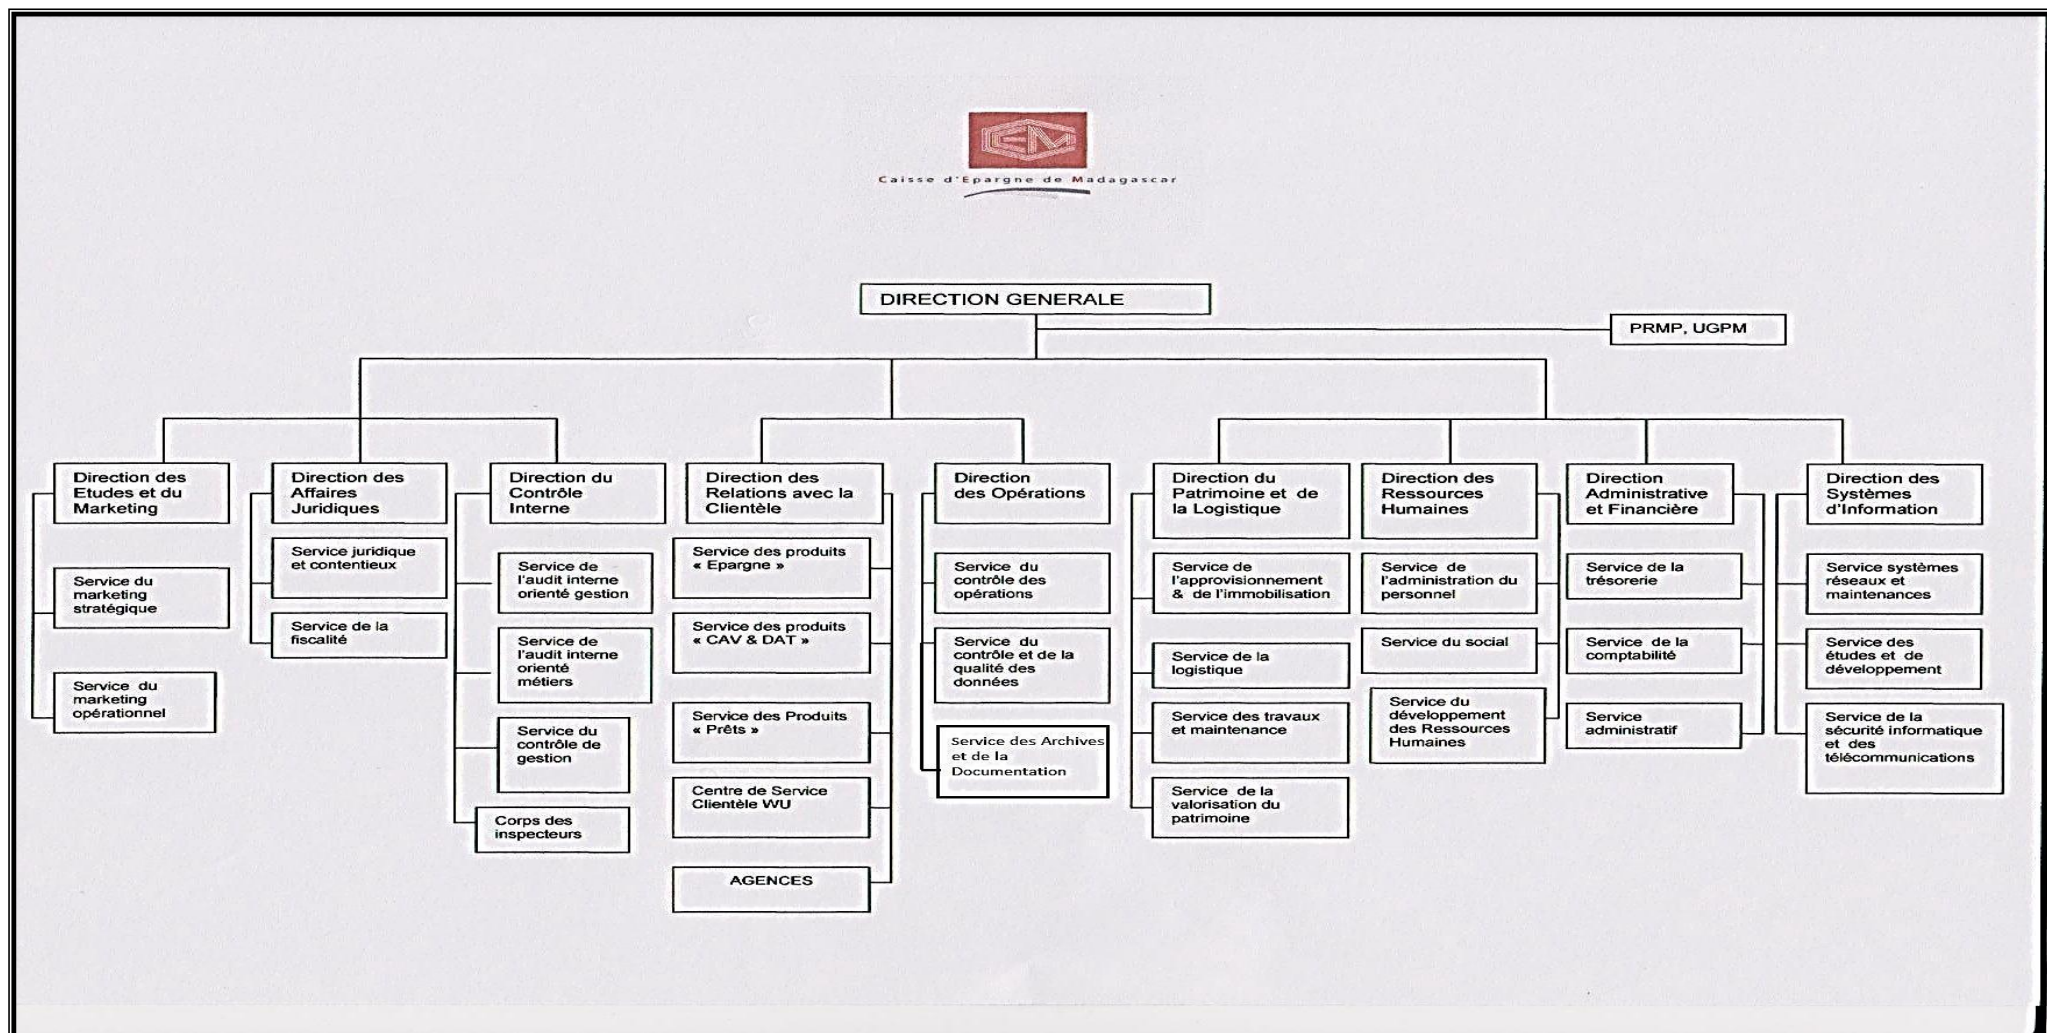 CEM
Caisse d'Epargne de Madagascar
DIRECTION GENERALE
PRMP, UGPM
Direction des
Etudes et du
Marketing
Service du
marketing
stratégique
Service du
marketing
opérationnel
Direction des
Affaires
Juridiques
Service juridique
et contentieux
Service de la
fiscalité
Direction du
Contrôle
Interne
Service de
l'audit interne
orienté gestion
Service de
l'audit interne
orienté
métiers
Service du
contrôle de
gestion
Corps des
inspecteurs
Direction des
Relations avec la
Clientèle
Service des produits
« Epargne »
Service des produits
« CAV & DAT »
Service des Produits
« Prêts »
Centre de Service
Clientèle WU
AGENCES
Direction
des Opérations
Service du
contrôle des
opérations
Service du
contrôle et de la
qualité des
données
Service des Archives
et de la
Documentation
Direction du
Patrimoine et de
la Logistique
Service de
l'approvisionnement
& de l'immobilisation
Service de la
logistique
Service des travaux
et maintenance
Service de la
valorisation du
patrimoine
Direction des
Ressources
Humaines
Service de
l'administration du
personnel
Service du social
Service du
développement
des Ressources
Humaines
Direction
Administrative
et Financière
Service de la
trésorerie
Service de la
comptabilité
Service
administratif
Direction des
Systèmes
d'Information
Service systèmes
réseaux et
maintenances
Service des
études et de
développement
Service de la
sécurité informatique
et des
télécommunications